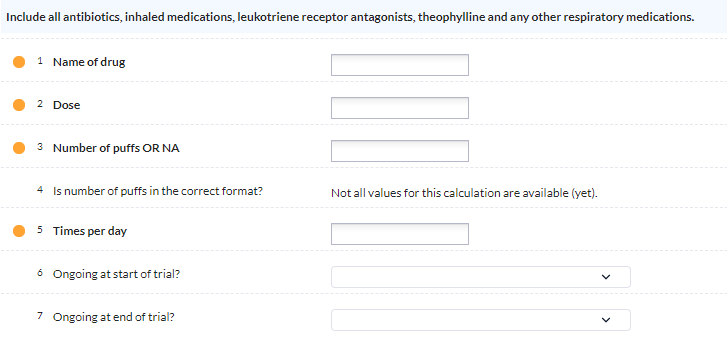 Include all antibiotics, inhaled medications, leukotriene receptor antagonists, theophylline and any other respiratory medications.
1 Name of drug
2 Dose
3 Number of puffs OR NA
4 Is number of puffs in the correct format? Not all values for this calculation are available (yet).
5 Times per day
6 Ongoing at start of trial?
7 Ongoing at end of trial?